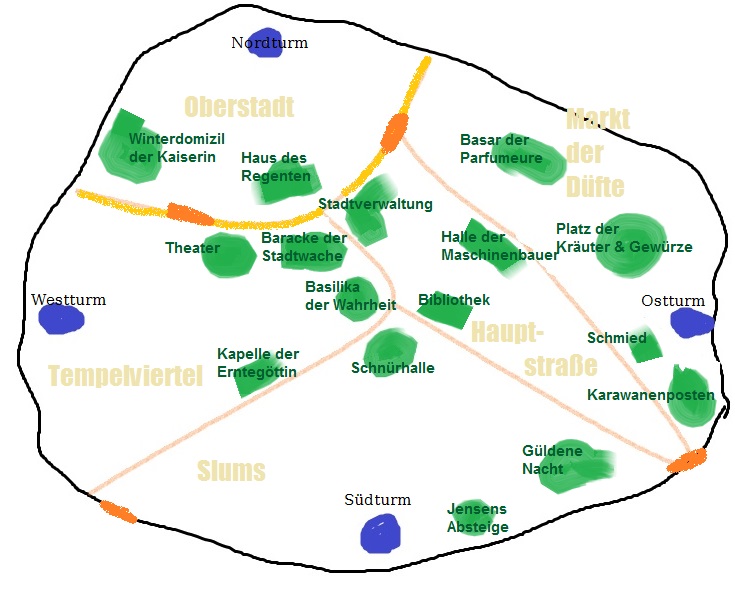 Nordturm
Oberstadt
Markt
der
Düfte
Winterdomizil
der Kaiserin
Haus des
Regenten
Basar der
Parfumeure
Stadtverwaltung
Theater
Baracke der
Stadtwache
Halle der
Maschinenbauer
Platz der
Kräuter & Gewürze
Westturm
Basilika
der Wahrheit
Bibliothek
Ostturm
Haupt-
straße
Schmied
Tempelviertel
Kapelle der
Erntegöttin
Schnürhalle
Karawanenposten
Slums
Güldene
Nacht
Südturm
Jensens
Absteige